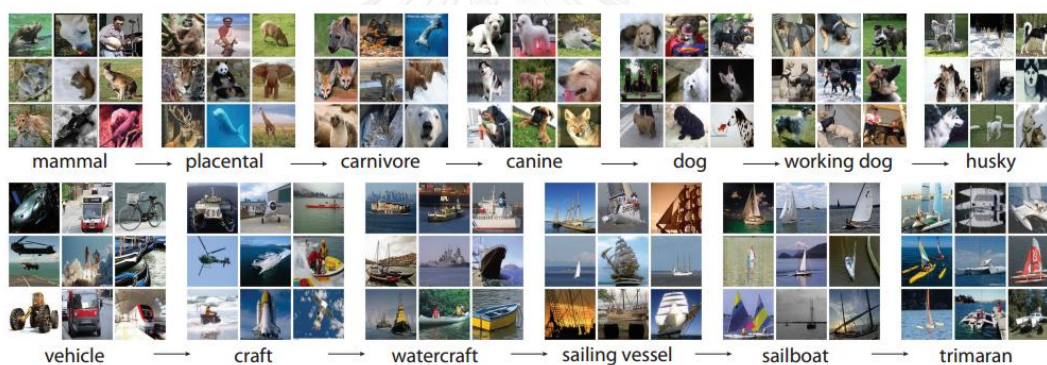 mammal placental carnivore canine dog working dog husky
vehicle craft watercraft sailing vessel sailboat trimaran